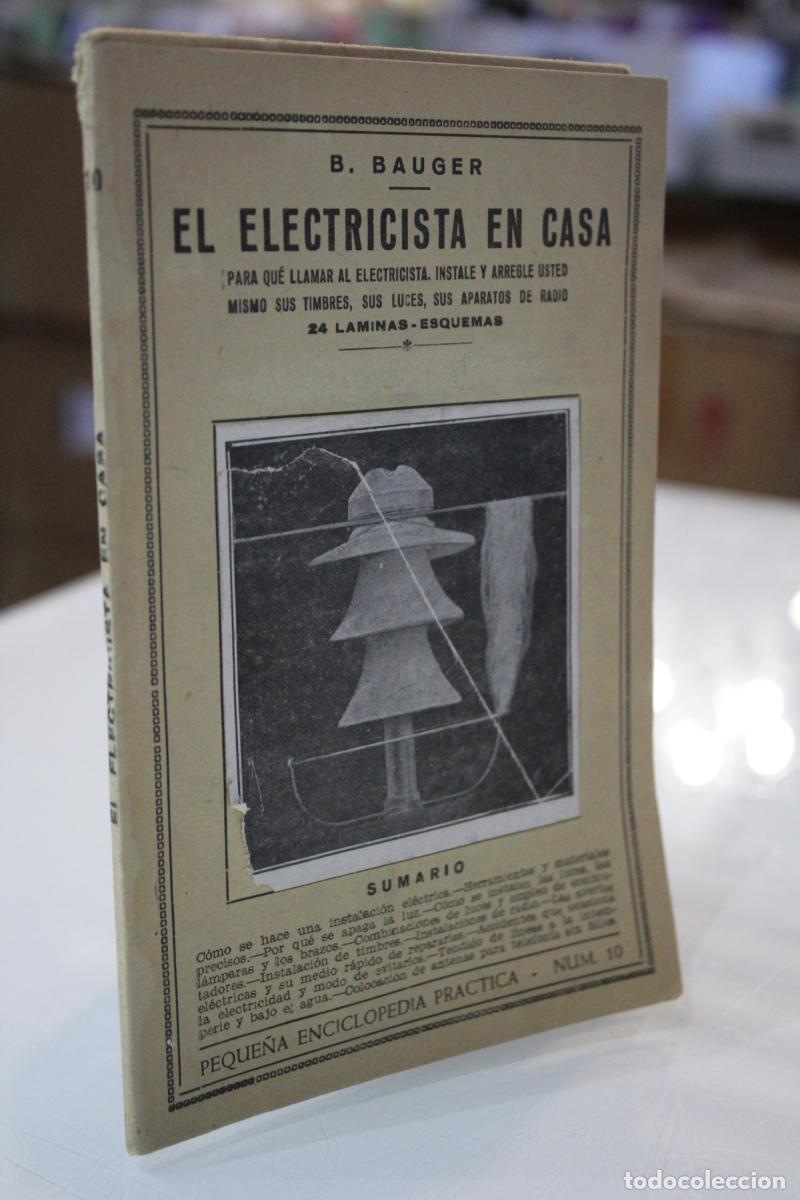 B. BAUGER
EL ELECTRICISTA EN CASA
¿PARA QUÉ LLAMAR AL ELECTRICISTA. INSTALE Y ARREGLE USTED
MISMO SUS TIMBRES, SUS LUCES, SUS APARATOS DE RADIO
24 LAMINAS-ESQUEMAS
SUMARIO
Cómo se hace una instalación eléctrica.—Herramientas y materiales
precisos.—Por qué se apaga la luz.—Cómo se instalan las luces, las
lámparas y los brazos.—Combinaciones de luces y empleo de conmu-
tadores.—Instalación de timbres.—Instalaciones de radio.—Las averías
eléctricas y su medio rápido de repararlas.—Accidentes que ocasiona
la electricidad y modo de evitarlos.—Tendido de líneas a la intem-
perie y bajo el agua.—Colocación de antenas para telefonía sin hilos.
PEQUEÑA ENCICLOPEDIA PRACTICA - NUM. 10
El ELECTRICISTA EN CASA
todocoleccion